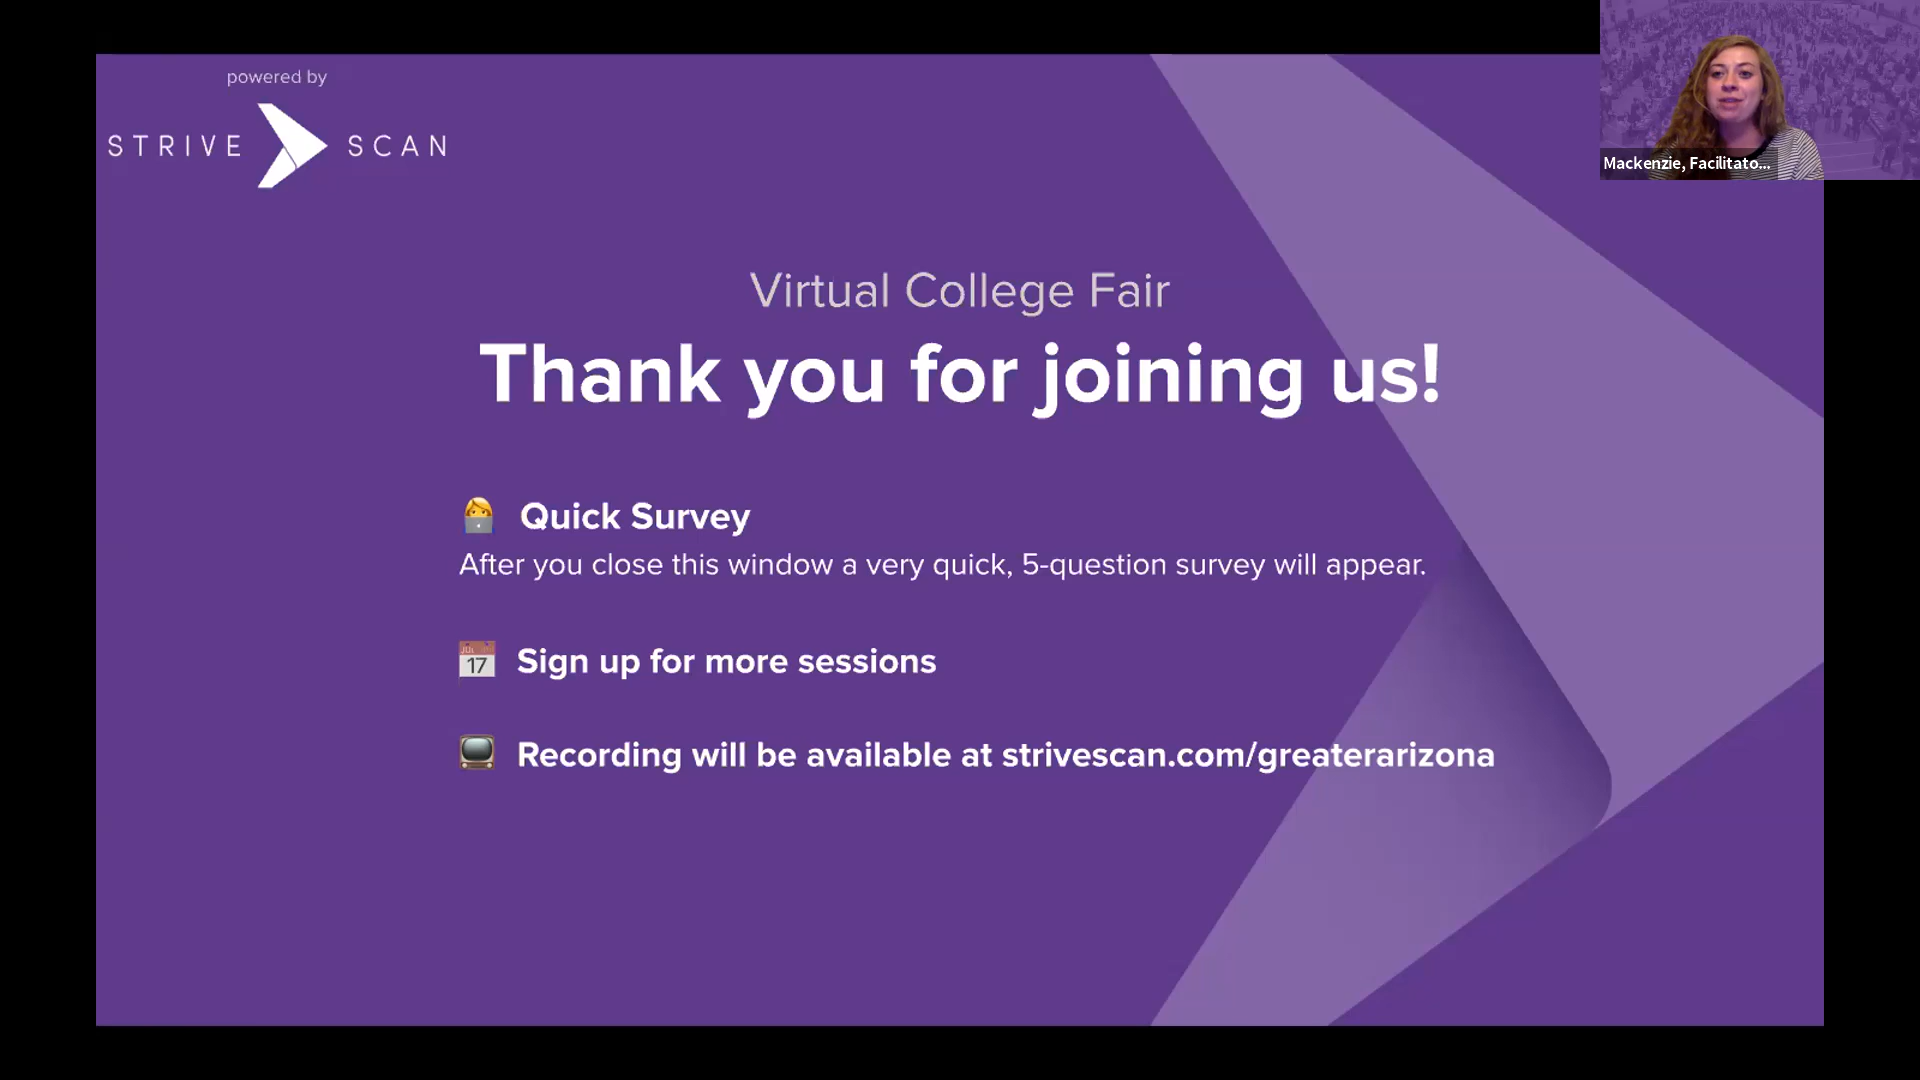 powered by
STRIVE SCAN
Mackenzie, Facilitato...
Virtual College Fair
Thank you for joining us!
Quick Survey
After you close this window a very quick, 5-question survey will appear.
17 Sign up for more sessions
Recording will be available at strivescan.com/greaterarizona